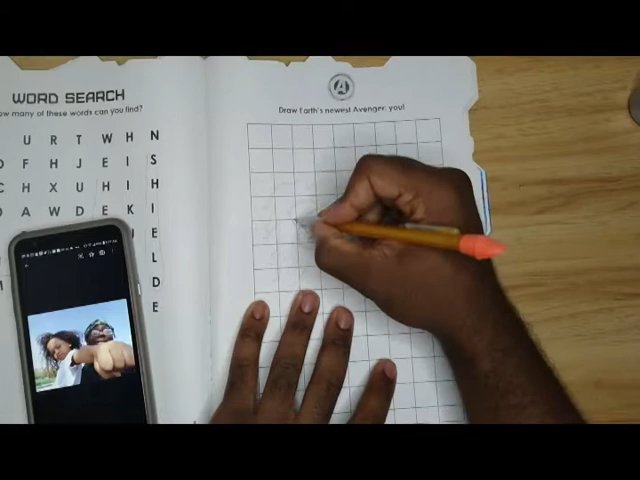 WORD SEARCH
ow many of these words can you find?
U R T W H N
O F H J E I S
C H X U H I H
D A W D E K I
E
L
D
E
A
Draw Earth's newest Avenger: you!